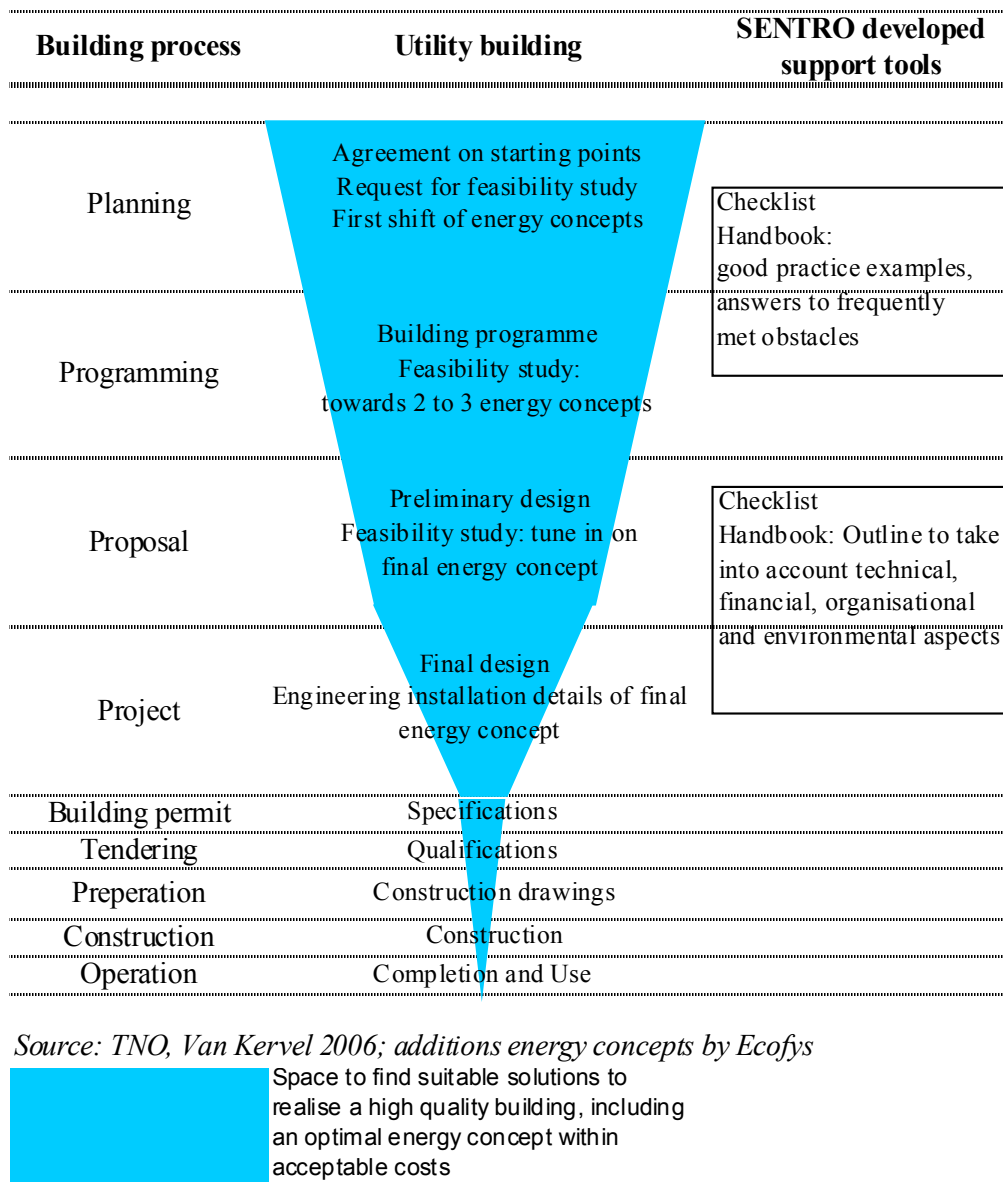 Building process
Utility building
SENTRO developed
support tools
Planning
Agreement on starting points
Request for feasibility study
First shift of energy concepts
Checklist
Handbook:
good practice examples,
answers to frequently
met obstacles
Programming
Building programme
Feasibility study:
towards 2 to 3 energy concepts
Proposal
Preliminary design
Feasibility study: tune in on
final energy concept
Checklist
Handbook: Outline to take
into account technical,
financial, organisational
and environmental aspects
Project
Final design
Engineering installation details of final
energy concept
Building permit
Specifications
Tendering
Qualifications
Preperation
Construction drawings
Construction
Construction
Operation
Completion and Use
Source: TNO, Van Kervel 2006; additions energy concepts by Ecofys
Space to find suitable solutions to
realise a high quality building, including
an optimal energy concept within
acceptable costs